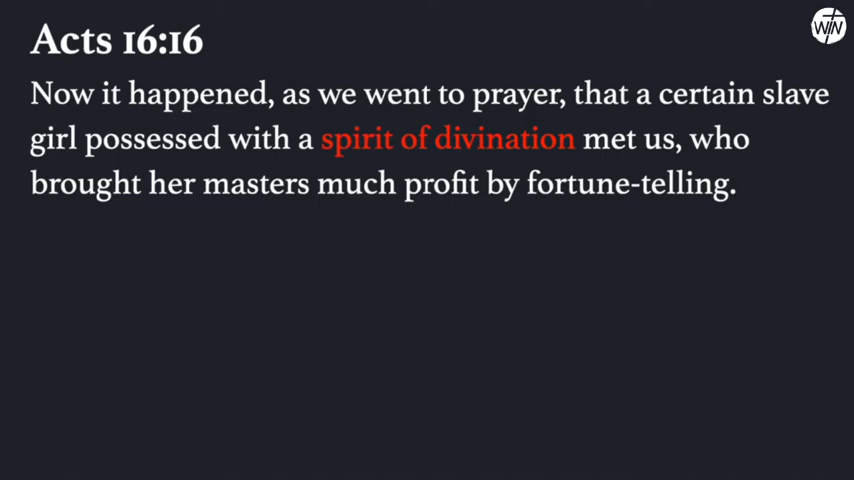 WIN
Acts 16:16
Now it happened, as we went to prayer, that a certain slave
girl possessed with a spirit of divination met us, who
brought her masters much profit by fortune-telling.